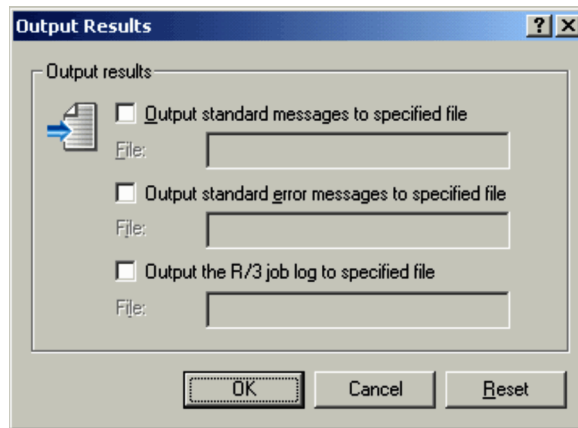 Output Results
Output results
Output standard messages to specified file
File:
Output standard error messages to specified file
File:
Output the R/3 job log to specified file
File:
OK Cancel Reset